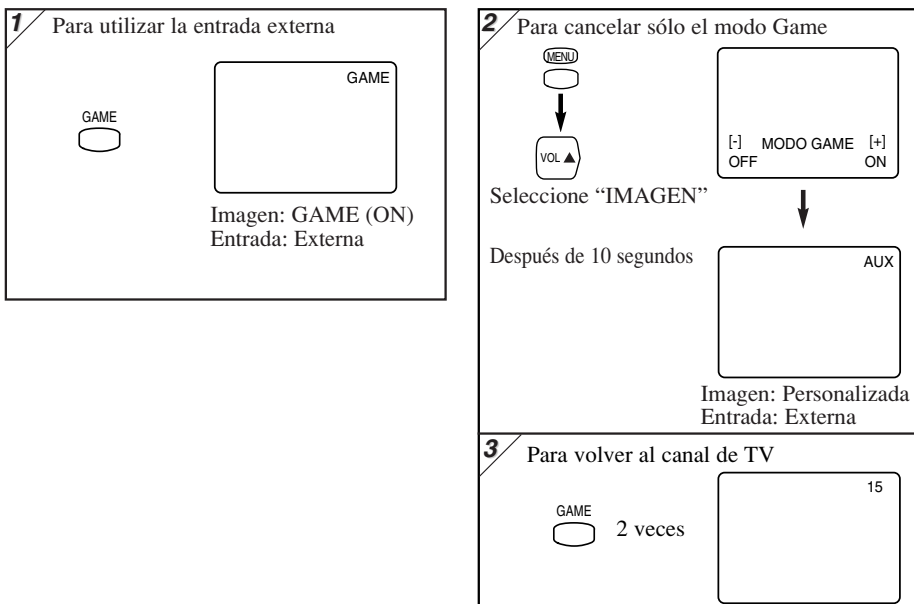 1 Para utilizar la entrada externa
GAME
GAME
Imagen: GAME (ON)
Entrada: Externa
2 Para cancelar sólo el modo Game
MENU
VOL ▲
[-] MODO GAME [+]
OFF ON
Seleccione “IMAGEN”
Después de 10 segundos
AUX
Imagen: Personalizada
Entrada: Externa
3 Para volver al canal de TV
15
GAME
2 veces